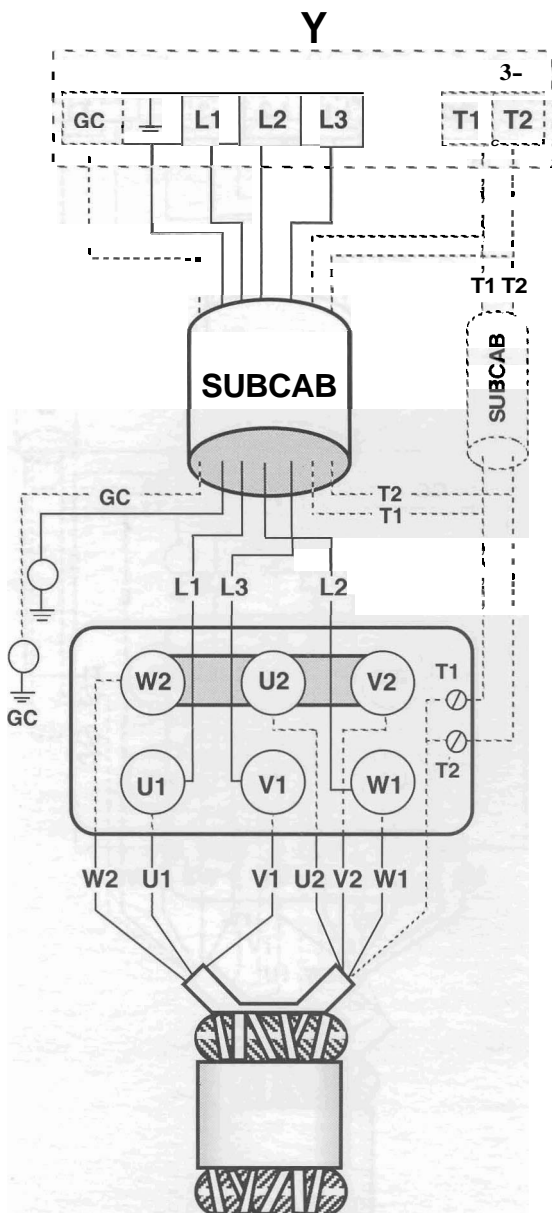 Y
3~
GC L1 L2 L3 T1 T2
T1 T2
SUBCAB
SUBCAB
GC
T2
T1
L1 L3 L2
GC
W2 U2 V2
T1
T2
U1 V1 W1
W2 U1 V1 U2 V2 W1